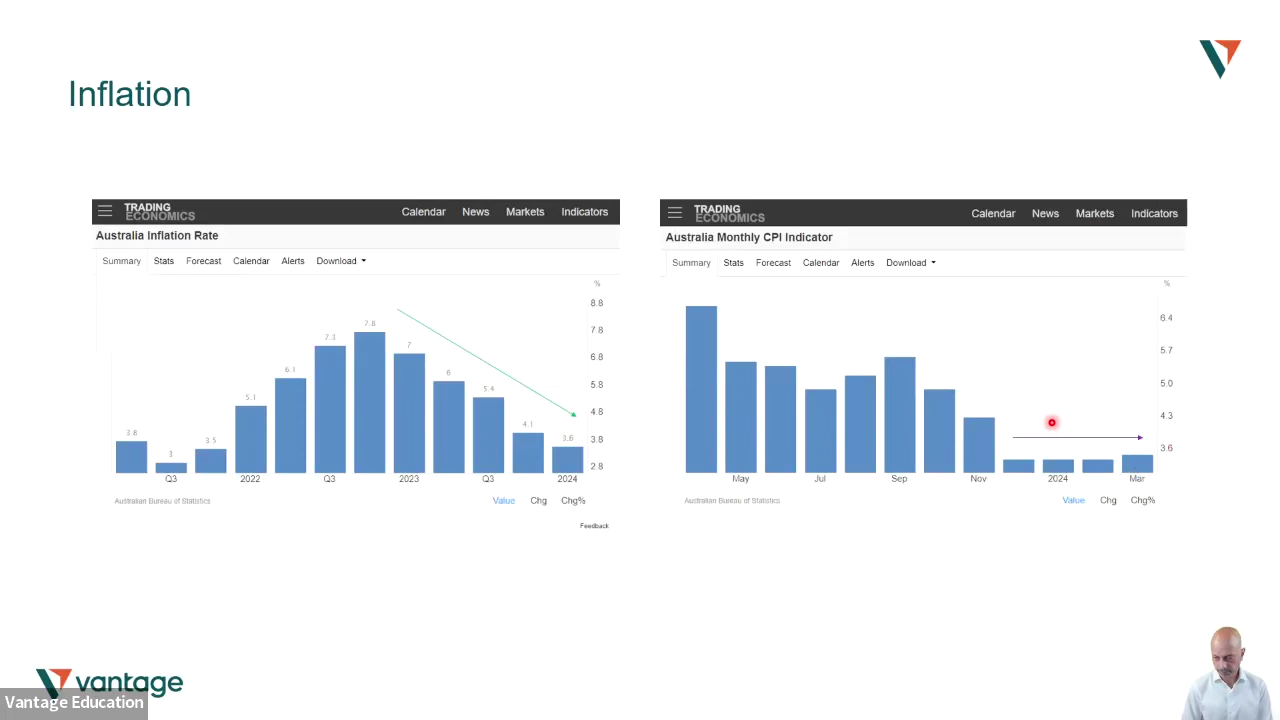 Inflation
TRADING
ECONOMICS
Calendar News Markets Indicators
Australia Inflation Rate
Summary Stats Forecast Calendar Alerts Download
%
8.8
7.8
6.8
5.8
4.8
3.8
2.8
3.8 3 3.5 5.1 6.1 7.3 7.8 7 6 5.4 4.1 3.6
Q3 2022 Q3 2023 Q3 2024
Australian Bureau of Statistics
Value Chg Chg%
Feedback
TRADING
ECONOMICS
Calendar News Markets Indicators
Australia Monthly CPI Indicator
Summary Stats Forecast Calendar Alerts Download
%
6.4
5.7
5.0
4.3
3.6
May Jul Sep Nov 2024 Mar
Australian Bureau of Statistics
Value Chg Chg%
vantage
Vantage Education